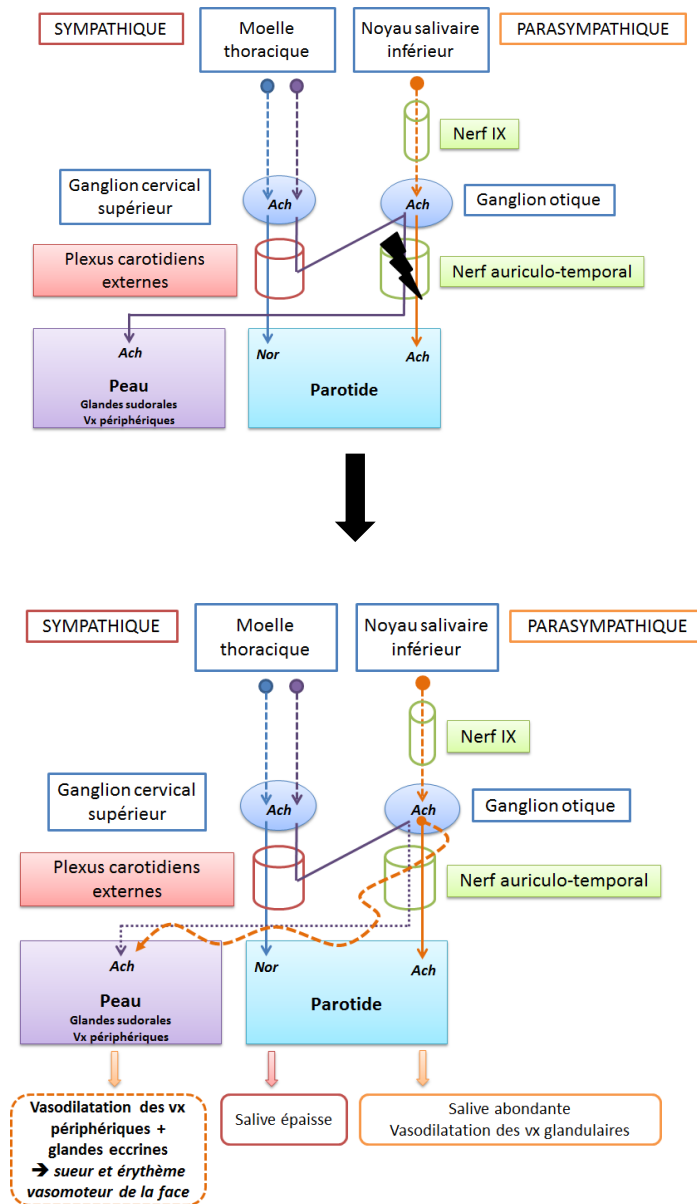 SYMPATHIQUE
Moelle
thoracique
Noyau salivaire
inférieur
PARASYMPATHIQUE
Nerf IX
Ganglion cervical
supérieur
Ach
Ach
Ganglion otique
Plexus carotidiens
externes
Nerf auriculo-temporal
Ach
Peau
Glandes sudorales
Vx périphériques
Nor
Ach
Parotide
SYMPATHIQUE
Moelle
thoracique
Noyau salivaire
inférieur
PARASYMPATHIQUE
Nerf IX
Ganglion cervical
supérieur
Ach
Ach
Ganglion otique
Plexus carotidiens
externes
Nerf auriculo-temporal
Ach
Peau
Glandes sudorales
Vx périphériques
Nor
Ach
Parotide
Vasodilatation des vx
périphériques +
glandes eccrines
➔ sueur et érythème
vasomoteur de la face
Salive épaisse
Salive abondante
Vasodilatation des vx glandulaires